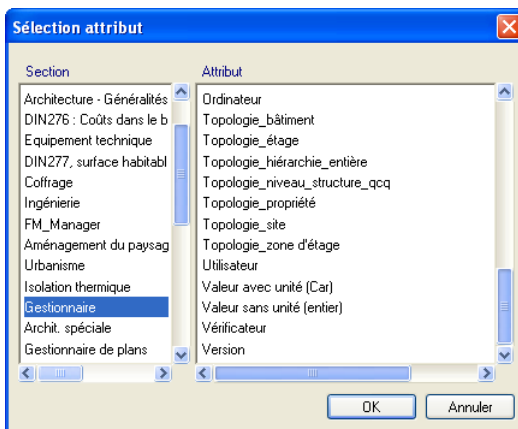 Sélection attribut
Section
Architecture - Généralités
DIN276 : Coûts dans le b
Equipement technique
DIN277, surface habitabl
Coffrage
Ingénierie
FM_Manager
Aménagement du paysag
Urbanisme
Isolation thermique
Gestionnaire
Archit. spéciale
Gestionnaire de plans
Attribut
Ordinateur
Topologie_bâtiment
Topologie_étage
Topologie_hiérarchie_entière
Topologie_niveau_structure_qcq
Topologie_propriété
Topologie_site
Topologie_zone d'étage
Utilisateur
Valeur avec unité (Car)
Valeur sans unité (entier)
Vérificateur
Version
OK
Annuler